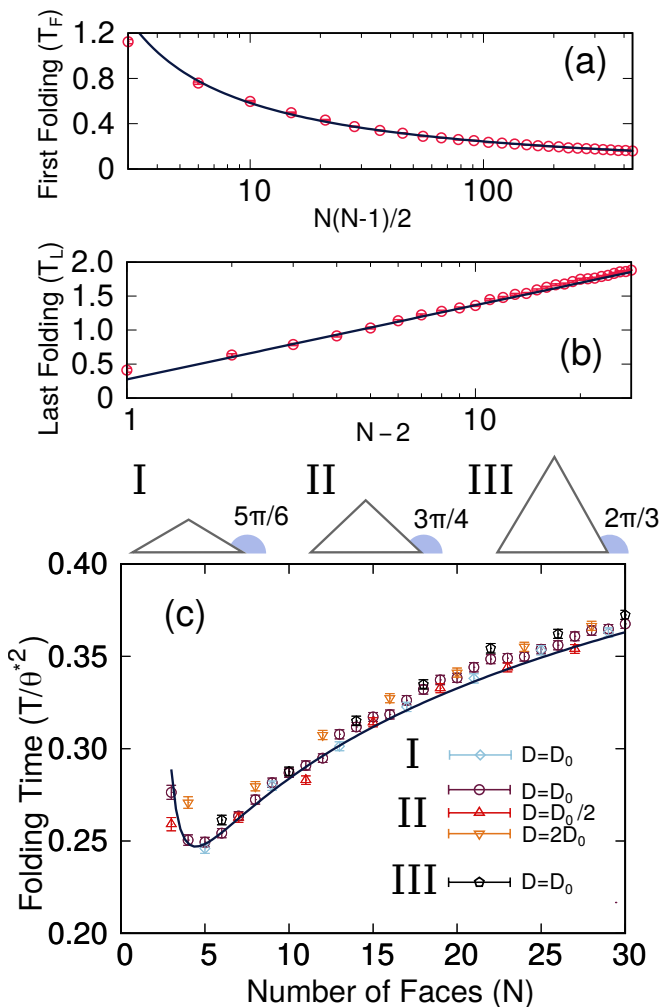 First Folding (T_F)
1.2
0.8
0.4
0
(a)
10
100
N(N-1)/2
Last Folding (T_L)
2.0
1.5
1.0
0.5
0
(b)
1
10
N−2
I
II
III
5π/6
3π/4
2π/3
Folding Time (T/θ*²)
0.40
0.35
0.30
0.25
0.20
(c)
I
D=D₀
II
D=D₀
D=D₀/2
D=2D₀
III
D=D₀
0
5
10
15
20
25
30
Number of Faces (N)